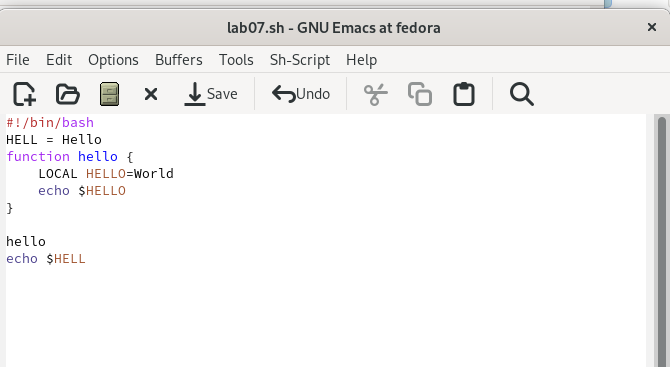 lab07.sh - GNU Emacs at fedora
File Edit Options Buffers Tools Sh-Script Help
Save Undo
#!/bin/bash
HELL = Hello
function hello {
    LOCAL HELLO=World
    echo $HELLO
}
hello
echo $HELL